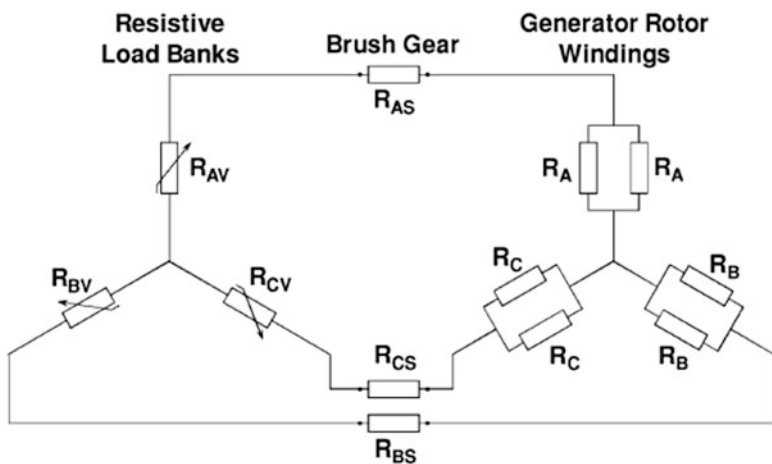 Resistive
Load Banks
Brush Gear
Generator Rotor
Windings
R_AS
R_AV
R_A
R_A
R_BV
R_CV
R_C
R_C
R_B
R_B
R_CS
R_BS